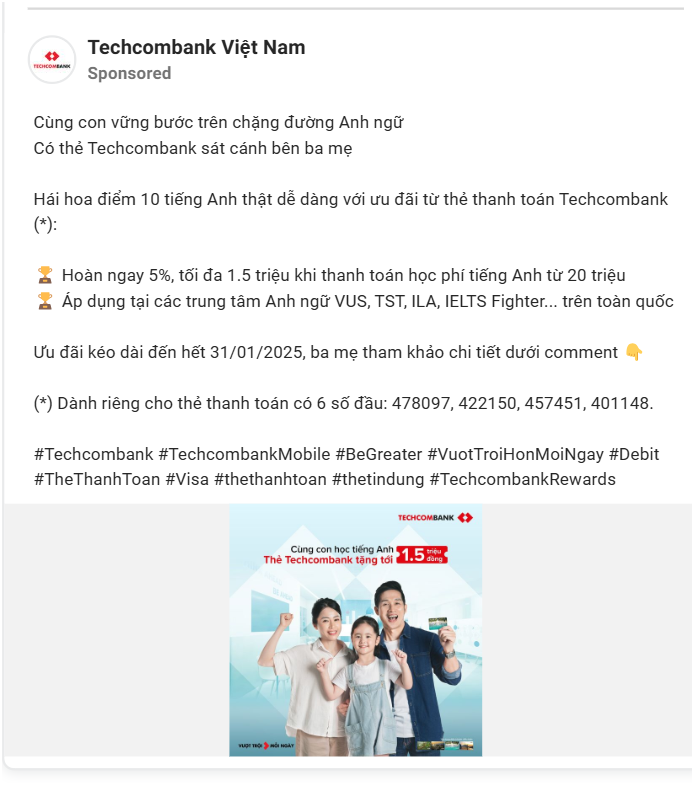 TECHCOMBANK
Techcombank Việt Nam
Sponsored
Cùng con vững bước trên chặng đường Anh ngữ
Có thẻ Techcombank sát cánh bên ba mẹ
Hái hoa điểm 10 tiếng Anh thật dễ dàng với ưu đãi từ thẻ thanh toán Techcombank
(*):
🏆 Hoàn ngay 5%, tối đa 1.5 triệu khi thanh toán học phí tiếng Anh từ 20 triệu
🏆 Áp dụng tại các trung tâm Anh ngữ VUS, TST, ILA, IELTS Fighter... trên toàn quốc
Ưu đãi kéo dài đến hết 31/01/2025, ba mẹ tham khảo chi tiết dưới comment 👇
(*) Dành riêng cho thẻ thanh toán có 6 số đầu: 478097, 422150, 457451, 401148.
#Techcombank #TechcombankMobile #BeGreater #VuotTroiHonMoiNgay #Debit
#TheThanhToan #Visa #thethanhtoan #thetindung #TechcombankRewards
TECHCOMBANK
Cùng con học tiếng Anh
Thẻ Techcombank tặng tới 1.5 triệu đồng
VƯỢT TRỘI MỖI NGÀY